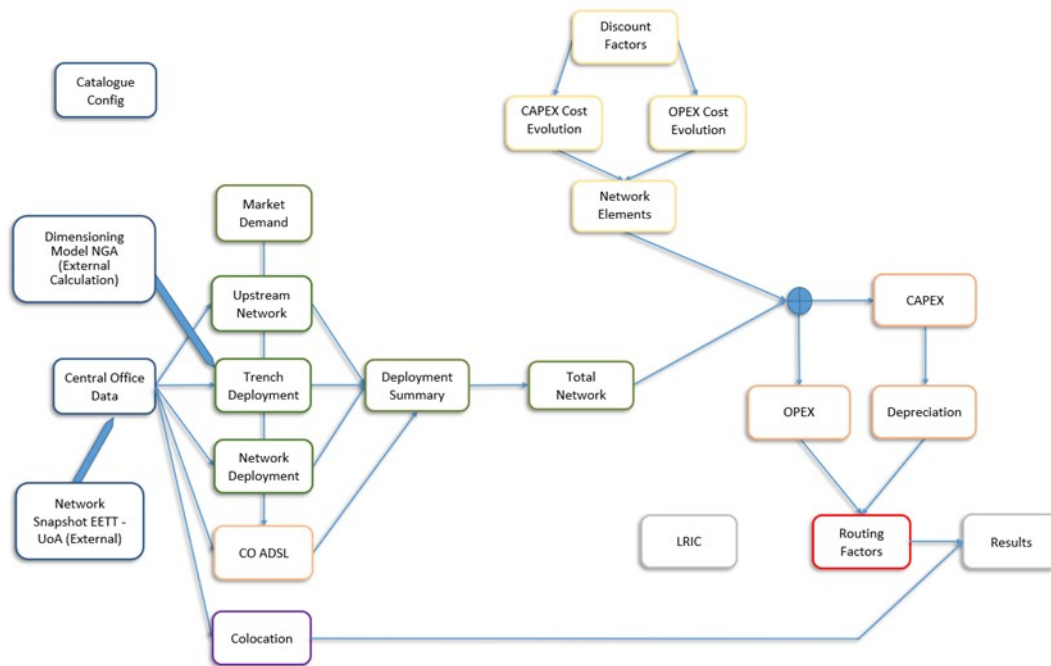 Discount
Factors
Catalogue
Config
CAPEX Cost
Evolution
OPEX Cost
Evolution
Market
Demand
Network
Elements
Dimensioning
Model NGA
(External
Calculation)
Upstream
Network
CAPEX
Central Office
Data
Trench
Deployment
Deployment
Summary
Total
Network
OPEX
Depreciation
Network
Deployment
Network
Snapshot EETT -
UoA (External)
CO ADSL
LRIC
Routing
Factors
Results
Colocation